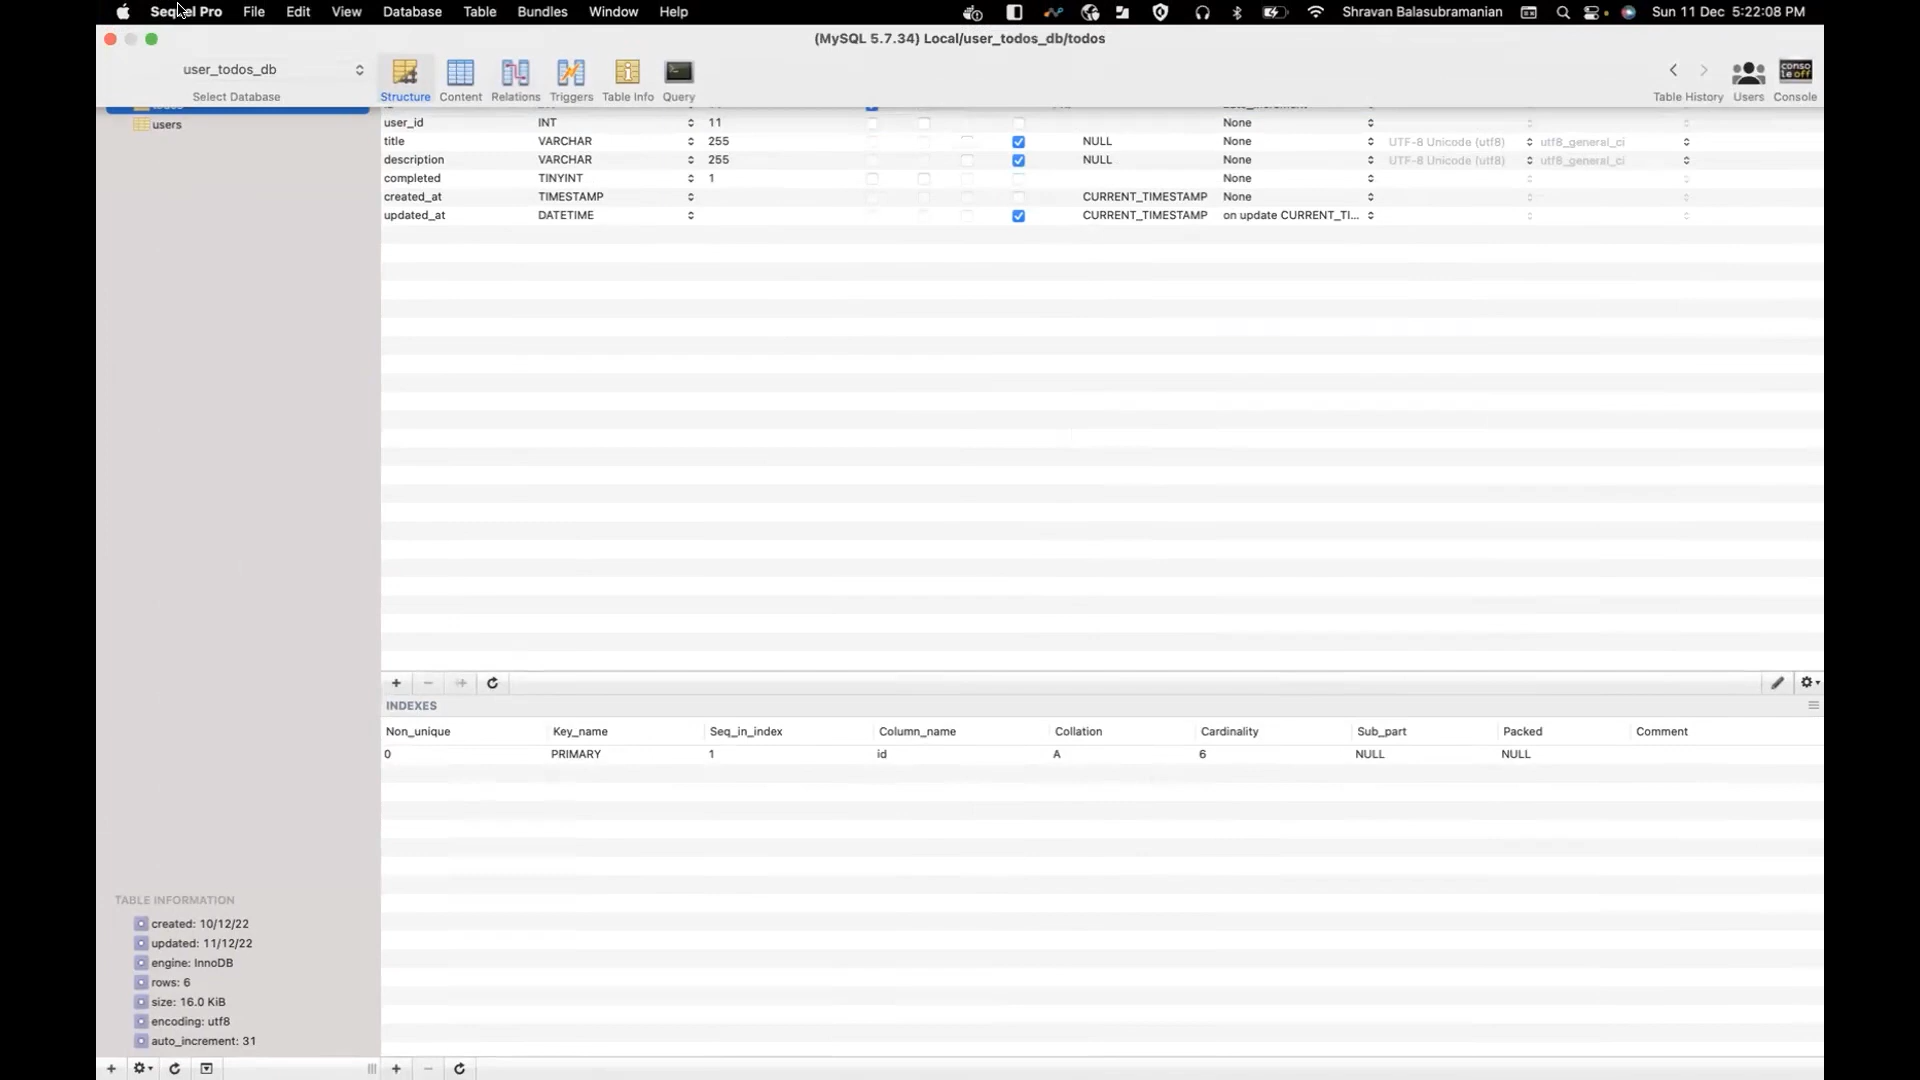 Sequel Pro File Edit View Database Table Bundles Window Help Shravan Balasubramanian Sun 11 Dec 5:22:08 PM
(MySQL 5.7.34) Local/user_todos_db/todos
user_todos_db
Select Database Structure Content Relations Triggers Table Info Query Table History Users Console
users
user_id INT 11 None
title VARCHAR 255 NULL None UTF-8 Unicode (utf8) utf8_general_ci
description VARCHAR 255 NULL None UTF-8 Unicode (utf8) utf8_general_ci
completed TINYINT 1 None
created_at TIMESTAMP CURRENT_TIMESTAMP None
updated_at DATETIME CURRENT_TIMESTAMP on update CURRENT_TI...
INDEXES
Non_unique Key_name Seq_in_index Column_name Collation Cardinality Sub_part Packed Comment
0 PRIMARY 1 id A 6 NULL NULL
TABLE INFORMATION
created: 10/12/22
updated: 11/12/22
engine: InnoDB
rows: 6
size: 16.0 KiB
encoding: utf8
auto_increment: 31